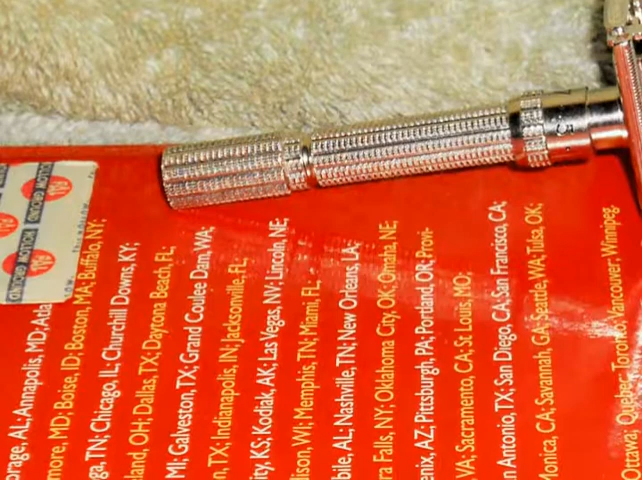 orage, AL; Annapolis, MD; Atla
more, MD; Boise, ID; Boston, MA; Buffalo, NY;
ga, TN; Chicago, IL; Churchill Downs, KY;
land, OH; Dallas, TX; Daytona Beach, FL;
MI; Galveston, TX; Grand Coulee Dam, WA;
n, TX; Indianapolis, IN; Jacksonville, FL;
ity, KS; Kodiak, AK; Las Vegas, NV; Lincoln, NE;
lison, WI; Memphis, TN; Miami, FL;
bile, AL; Nashville, TN; New Orleans, LA;
ra Falls, NY; Oklahoma City, OK; Omaha, NE;
enix, AZ; Pittsburgh, PA; Portland, OR; Provi-
VA; Sacramento, CA; St Louis, MO;
n Antonio, TX; San Diego, CA; San Francisco, CA;
Monica, CA; Savannah, GA; Seattle, WA; Tulsa, OK;
Ottawa; Quebec; Toronto; Vancouver; Winnipeg